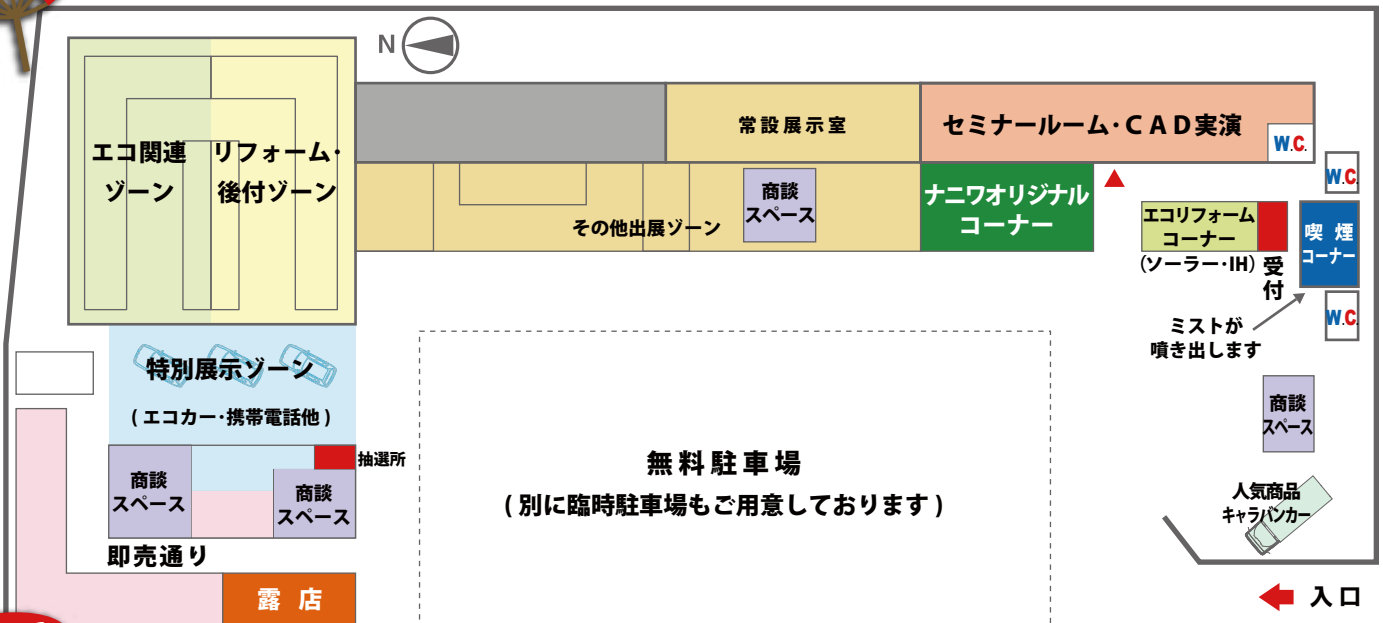 N
エコ関連
ゾーン
リフォーム・
後付ゾーン
常設展示室
セミナールーム・CAD実演
W.C.
W.C.
その他出展ゾーン
商談
スペース
ナニワオリジナル
コーナー
エコリフォーム
コーナー
(ソーラー・IH)
受付
喫煙
コーナー
W.C.
ミストが
噴き出します
特別展示ゾーン
(エコカー・携帯電話他)
商談
スペース
商談
スペース
抽選所
無料駐車場
(別に臨時駐車場もご用意しております)
商談
スペース
人気商品
キャラバンカー
即売通り
露店
入口